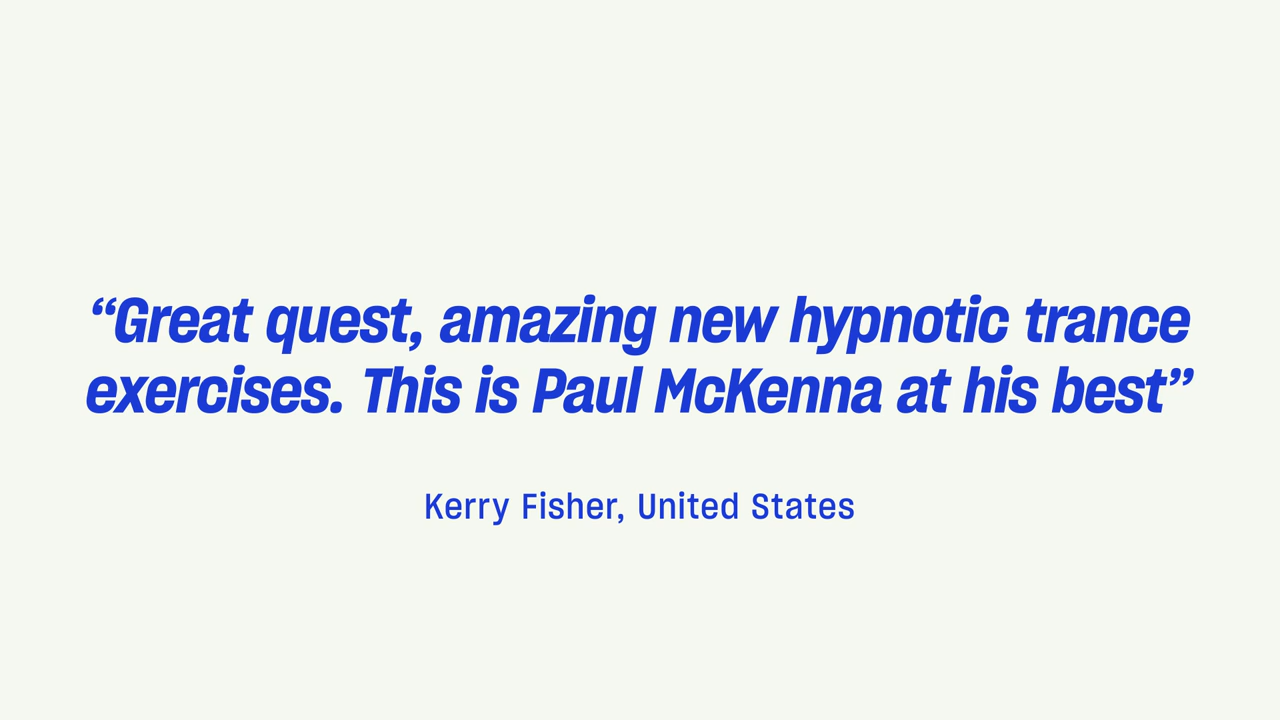 “Great quest, amazing new hypnotic trance
exercises. This is Paul McKenna at his best”
Kerry Fisher, United States